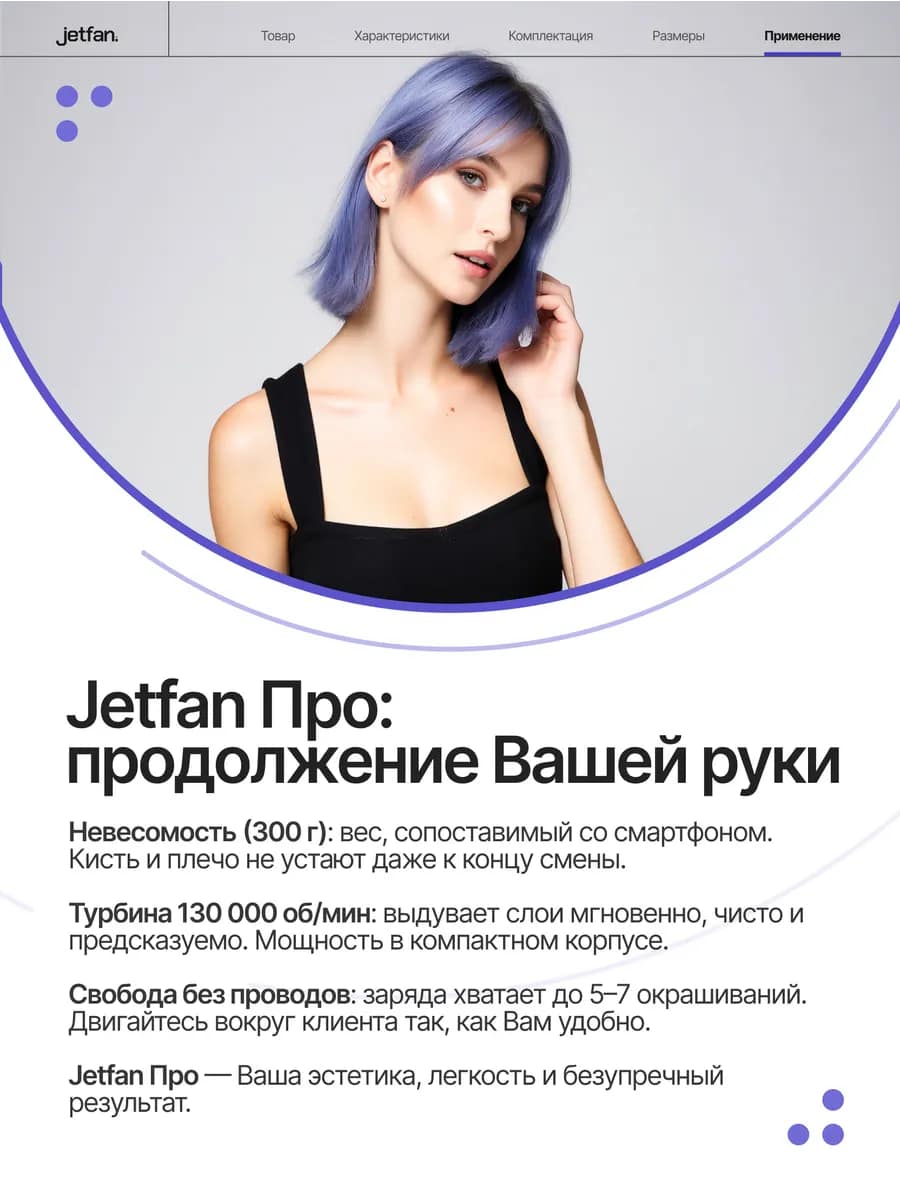 jetfan.
Товар
Характеристики
Комплектация
Размеры
Применение
Jetfan Про:
продолжение Вашей руки
Невесомость (300 г): вес, сопоставимый со смартфоном.
Кисть и плечо не устают даже к концу смены.
Турбина 130 000 об/мин: выдувает слои мгновенно, чисто и
предсказуемо. Мощность в компактном корпусе.
Свобода без проводов: заряда хватает до 5–7 окрашиваний.
Двигайтесь вокруг клиента так, как Вам удобно.
Jetfan Про — Ваша эстетика, легкость и безупречный
результат.